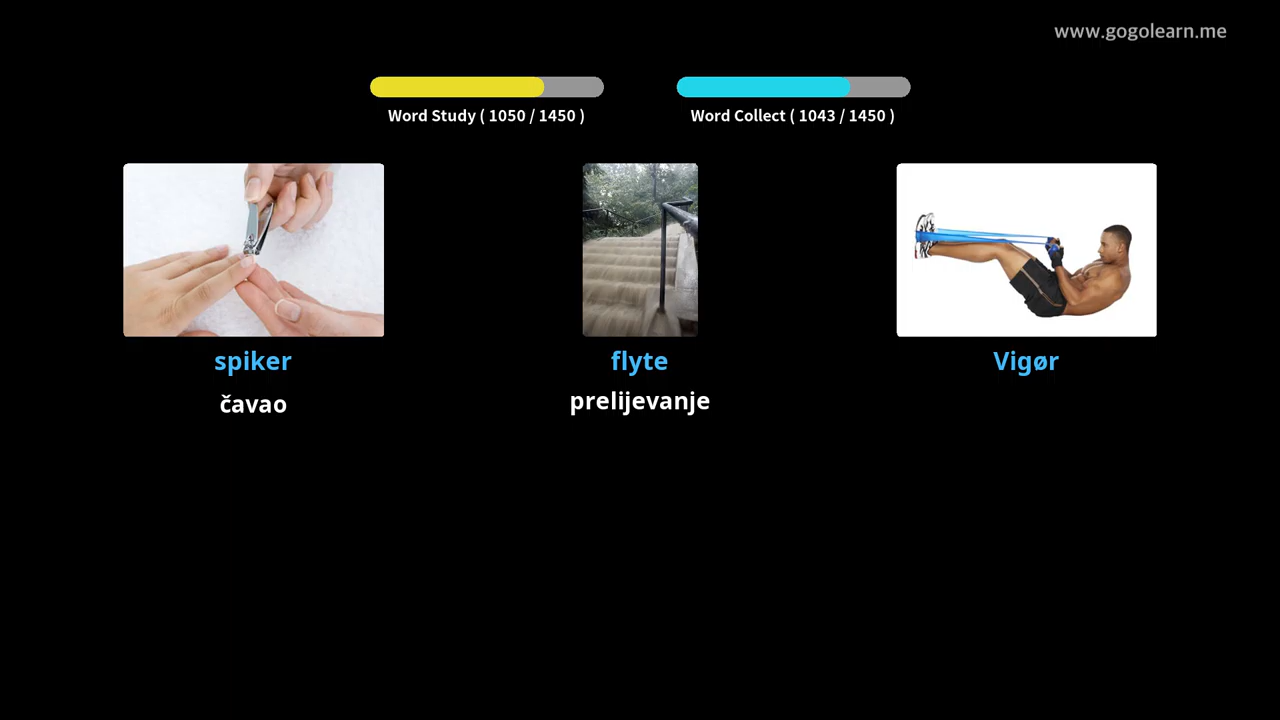 www.gogolearn.me
Word Study ( 1050 / 1450 )
Word Collect ( 1043 / 1450 )
spiker
flyte
Vigør
čavao
prelijevanje